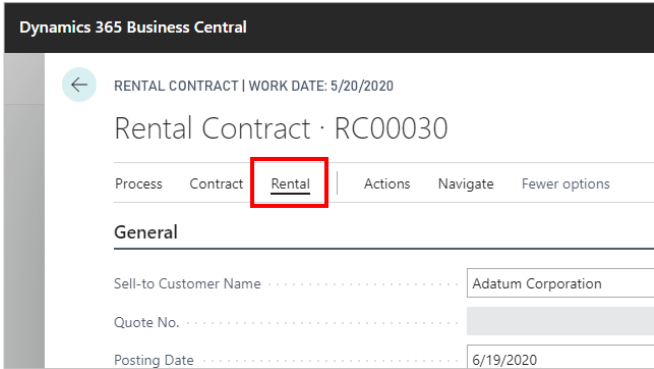 Dynamics 365 Business Central
RENTAL CONTRACT | WORK DATE: 5/20/2020
Rental Contract · RC00030
Process Contract Rental Actions Navigate Fewer options
General
Sell-to Customer Name Adatum Corporation
Quote No.
Posting Date 6/19/2020